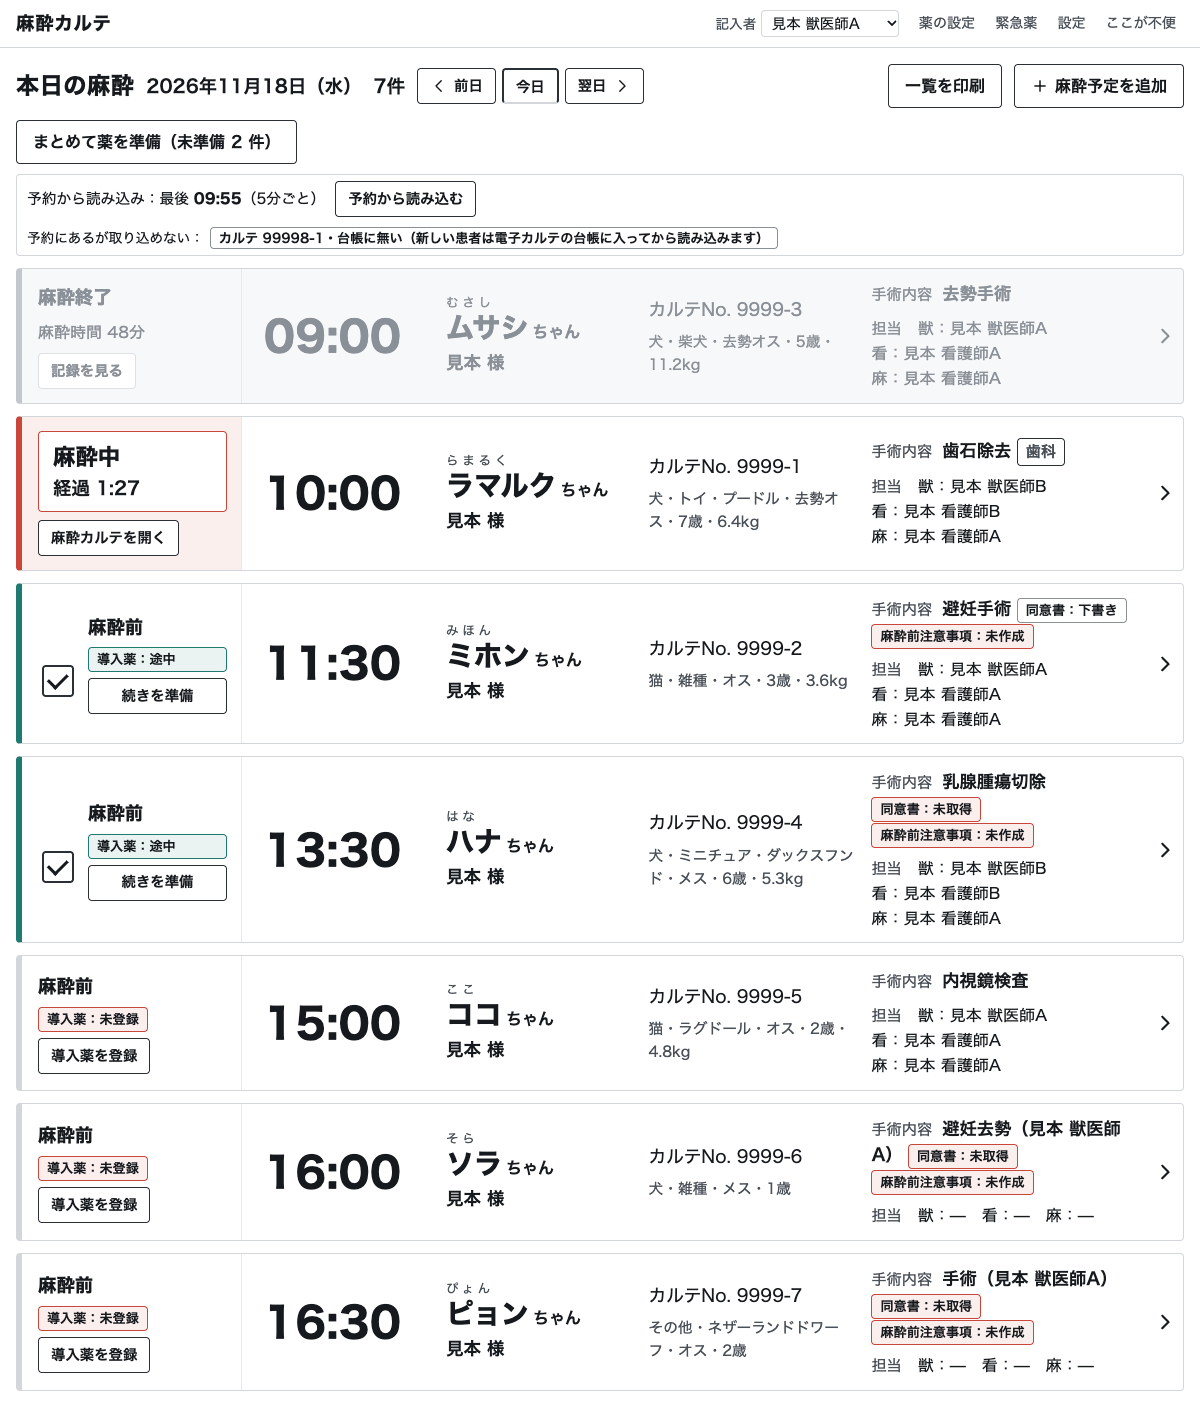 麻酔カルテ
記入者 見本 獣医師A 薬の設定 緊急薬 設定 ここが不便
本日の麻酔 2026年11月18日（水） 7件 前日 今日 翌日 一覧を印刷 ＋ 麻酔予定を追加
まとめて薬を準備（未準備 2 件）
予約から読み込み：最後 09:55（5分ごと） 予約から読み込む
予約にあるが取り込めない： カルテ 99998-1・台帳に無い（新しい患者は電子カルテの台帳に入ってから読み込みます）
麻酔終了
麻酔時間 48分
記録を見る
09:00
むさし
ムサシ ちゃん
見本 様
カルテNo. 9999-3
犬・柴犬・去勢オス・5歳・
11.2kg
手術内容 去勢手術
担当 獣：見本 獣医師A
看：見本 看護師A
麻：見本 看護師A
麻酔中
経過 1:27
麻酔カルテを開く
10:00
らまるく
ラマルク ちゃん
見本 様
カルテNo. 9999-1
犬・トイ・プードル・去勢オ
ス・7歳・6.4kg
手術内容 歯石除去 歯科
担当 獣：見本 獣医師B
看：見本 看護師B
麻：見本 看護師A
麻酔前
導入薬：途中
続きを準備
11:30
みほん
ミホン ちゃん
見本 様
カルテNo. 9999-2
猫・雑種・オス・3歳・3.6kg
手術内容 避妊手術 同意書：下書き
麻酔前注意事項：未作成
担当 獣：見本 獣医師A
看：見本 看護師A
麻：見本 看護師A
麻酔前
導入薬：途中
続きを準備
13:30
はな
ハナ ちゃん
見本 様
カルテNo. 9999-4
犬・ミニチュア・ダックスフン
ド・メス・6歳・5.3kg
手術内容 乳腺腫瘍切除
同意書：未取得
麻酔前注意事項：未作成
担当 獣：見本 獣医師B
看：見本 看護師B
麻：見本 看護師A
麻酔前
導入薬：未登録
導入薬を登録
15:00
ここ
ココ ちゃん
見本 様
カルテNo. 9999-5
猫・ラグドール・オス・2歳・
4.8kg
手術内容 内視鏡検査
担当 獣：見本 獣医師A
看：見本 看護師A
麻：見本 看護師A
麻酔前
導入薬：未登録
導入薬を登録
16:00
そら
ソラ ちゃん
見本 様
カルテNo. 9999-6
犬・雑種・メス・1歳
手術内容 避妊去勢（見本 獣医師
A） 同意書：未取得
麻酔前注意事項：未作成
担当 獣：— 看：— 麻：—
麻酔前
導入薬：未登録
導入薬を登録
16:30
ぴょん
ピョン ちゃん
見本 様
カルテNo. 9999-7
その他・ネザーランドドワー
フ・オス・2歳
手術内容 手術（見本 獣医師A）
同意書：未取得
麻酔前注意事項：未作成
担当 獣：— 看：— 麻：—